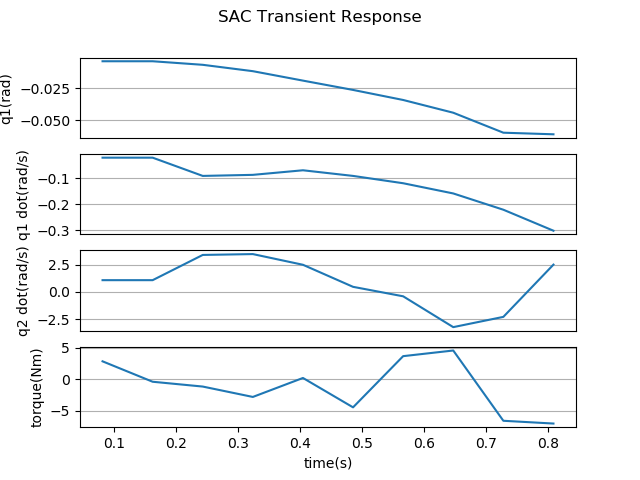 SAC Transient Response
q1(rad)
−0.025
−0.050
q1 dot(rad/s)
−0.1
−0.2
−0.3
q2 dot(rad/s)
2.5
0.0
−2.5
torque(Nm)
5
0
−5
0.1 0.2 0.3 0.4 0.5 0.6 0.7 0.8
time(s)